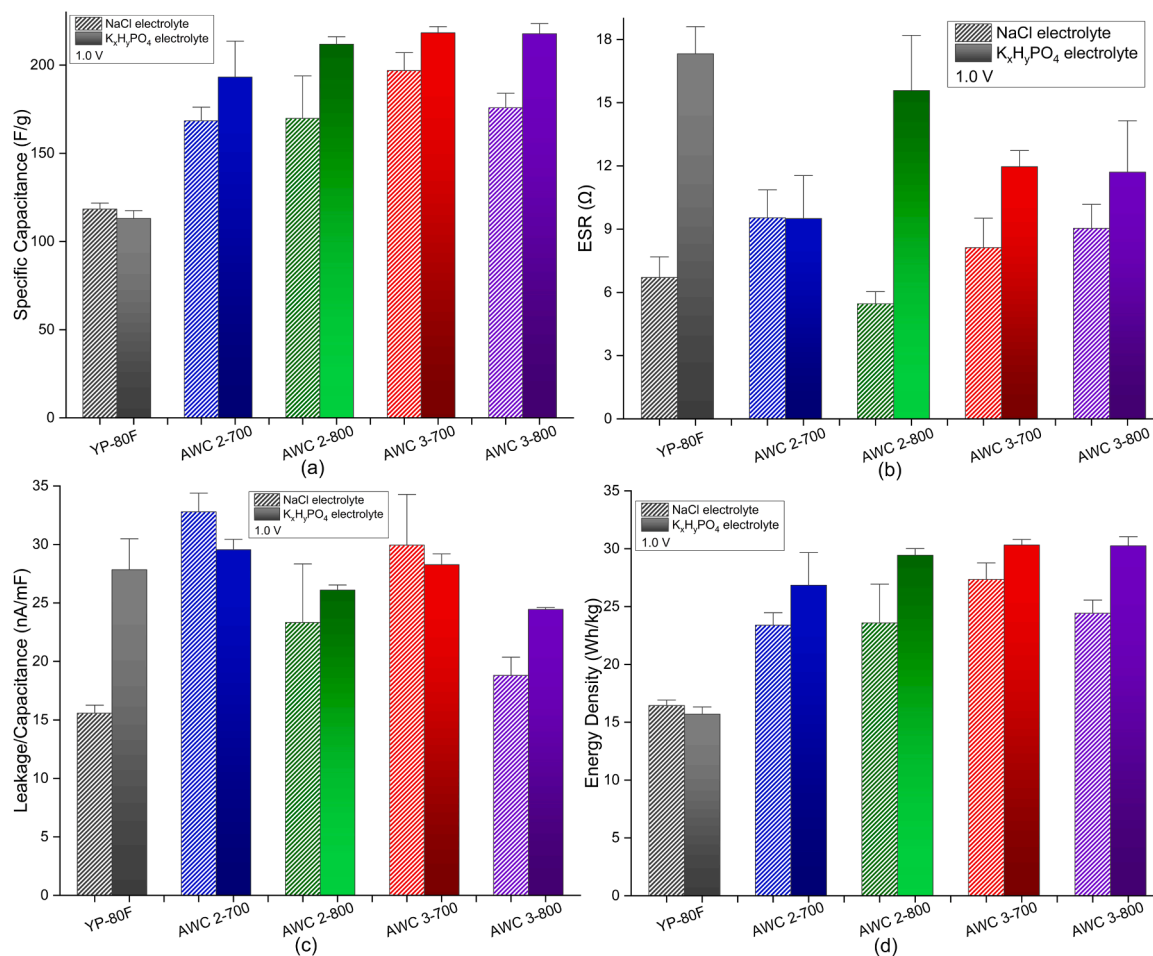 NaCl electrolyte
KₓHᵧPO₄ electrolyte
1.0 V
Specific Capacitance (F/g)
200
150
100
50
0
YP-80F
AWC 2-700
AWC 2-800
AWC 3-700
AWC 3-800
(a)
NaCl electrolyte
KₓHᵧPO₄ electrolyte
1.0 V
ESR (Ω)
18
15
12
9
6
3
0
YP-80F
AWC 2-700
AWC 2-800
AWC 3-700
AWC 3-800
(b)
NaCl electrolyte
KₓHᵧPO₄ electrolyte
1.0 V
Leakage/Capacitance (nA/mF)
35
30
25
20
15
10
5
0
YP-80F
AWC 2-700
AWC 2-800
AWC 3-700
AWC 3-800
(c)
NaCl electrolyte
KₓHᵧPO₄ electrolyte
1.0 V
Energy Density (Wh/kg)
35
30
25
20
15
10
5
0
YP-80F
AWC 2-700
AWC 2-800
AWC 3-700
AWC 3-800
(d)